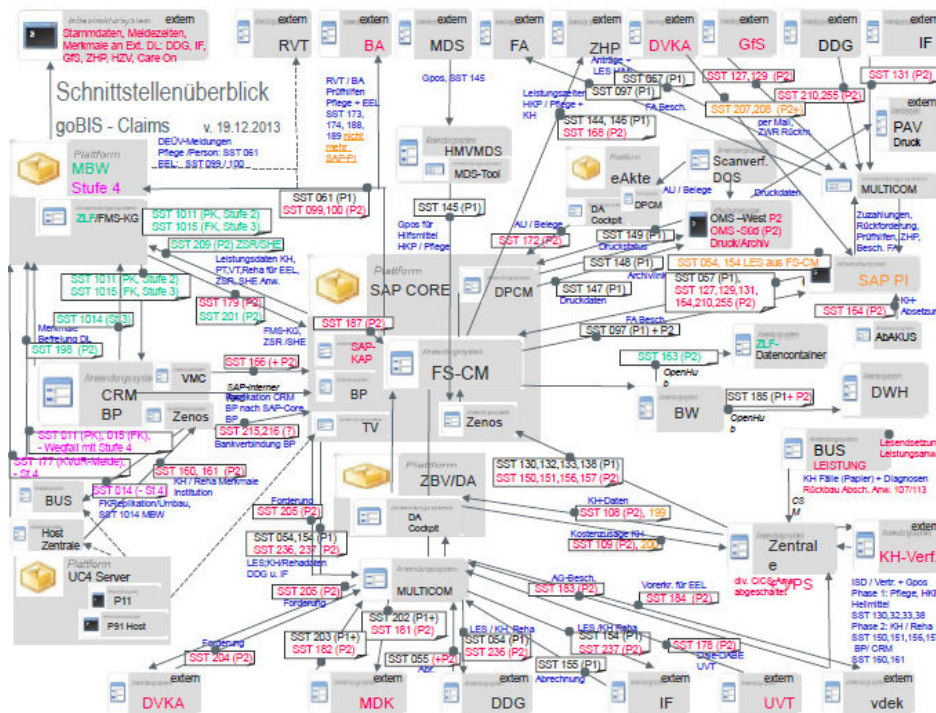 Infrastruktursystem
extern
Stammdaten, Meldezeiten,
Merkmale an Ext. DL: DDG, IF,
GfS, ZHP, HZV, Care On
extern
RVT
extern
BA
extern
MDS
extern
FA
extern
ZHP
extern
DVKA
extern
GfS
extern
DDG
extern
IF
Schnittstellenüberblick
goBIS - Claims
v. 19.12.2013
RVT / BA
Prüfhilfen
Pflege + EEL
SST 173,
174, 188,
189 nicht
mehr
SAP-PI
Gpos, SST 145
Anträge +
Leistungszeiten
HKP / Pflege +
KH
SST 067 (P1)
SST 097 (P1)
FA Besch.
SST 144, 146 (P1)
SST 168 (P2)
SST 127,129 (P2)
SST 207,208 (P2+)
per Mail,
ZWR Rückm.
SST 210,255 (P2)
SST 131 (P2)
PAV
Druck
DEÜV-Meldungen
Pflege /Person: SST 061
EEL: SST 099 / 100
Plattform
MBW
Stufe 4
ZLF/FMS-KG
HMVMDS
MDS-Tool
Plattform
eAkte
DA
Cockpit
DPCM
Scanverf.
DQS
MULTICOM
SST 061 (P1)
SST 099,100 (P2)
SST 145 (P1)
Gpos für
Hilfsmittel
HKP / Pflege
AU / Belege
AU / Belege
SST 172 (P2)
Druckdaten
OMS –West P2
OMS -Süd (P2)
Druck/Archiv
Zuzahlungen,
Rückforderung,
Prüfhilfen, ZHP,
Besch. FA
SST 1011 (PK, Stufe 2)
SST 1015 (FK, Stufe 3)
SST 209 (P2) ZSR/SHE
Leistungsdaten KH,
PT,VT,Reha für EEL,
ZSR, SHE Anw.
SST 149 (P1)
Druckstatus
SST 148 (P1)
Archivlink
SST 147 (P1)
Druckdaten
SST 054, 154 LES aus FS-CM
SST 057 (P1),
SST 127,129,131,
164,210,255 (P2)
SAP PI
SST 1011 (PK, Stufe 2)
SST 1015 (FK, Stufe 3)
Plattform
SAP CORE
DPCM
SST 179 (P2)
SST 201 (P2)
FMS-KG,
ZSR /SHE
SST 187 (P2)
SST 164 (P2)
KH-
Absetzung
FA Besch.
SST 097 (P1) + P2
SST 1014 (St 3)
Merkmale
Befreiung DL
SST 198 (P2)
SAP-
KAP
FS-CM
SST 163 (P2)
OpenHu
b
ZLF-
Datencontainer
AbAKUS
CRM
BP
VMC
Zenos
SST 166 (+ P2)
Replikation CRM
BP nach SAP-Core,
BP
SST 215,216 (?)
Bankverbindung BP
BP
TV
Zenos
BW
SST 185 (P1+ P2)
OpenHu
b
DWH
SST 011 (PK), 015 (FK),
- Wegfall mit Stufe 4
SST 177 (KVdR-Melde),
- St 4
SST 160, 161 (P2)
KH / Reha Merkmale
Institution
SST 014 (- St 4)
FKReplikation/Umbau,
SST 1014 MBW
BUS
Host
Zentrale
Plattform
ZBV/DA
DA
Cockpit
SST 130,132,133,138 (P1)
SST 150,151,156,157 (P2)
BUS
LEISTUNG
KH Fälle (Papier) + Diagnosen
Rückbau Absch. Anw. 107/113
Forderung
SST 205 (P2)
SST 054,154 (P1)
SST 236, 237 (P2)
LES;KH/Rehadaten
DDG u. IF
KH-Daten
SST 108 (P2), 199
Kostenzusage KH
SST 109 (P2), 200
Zentral
e
div. CICS-Anw.
abgeschaltet
extern
KH-Verf.
Plattform
UC4 Server
P11
P91 Host
SST 205 (P2)
Forderung
MULTICOM
AG-Besch.
SST 183 (P2)
Vorerkr. für EEL
SST 184 (P2)
ISD / Vertr. + Gpos
Phase 1: Pflege, HKP
Heilmittel
SST 130,32,33,38
Phase 2: KH / Reha
SST 150,151,156,157
BP/ CRM
SST 160,161
Forderung
SST 204 (P2)
SST 203 (P1+)
SST 182 (P2)
SST 202 (P1+)
SST 181 (P2)
SST 055 (+P2)
Abr.
LES / KH, Reha
SST 054 (P1)
SST 236 (P2)
LES /KH Reha
SST 154 (P1)
SST 237 (P2)
SST 155 (P1)
Abrechnung
SST 178 (P2)
UVT
extern
DVKA
extern
MDK
extern
DDG
extern
IF
extern
UVT
extern
vdek